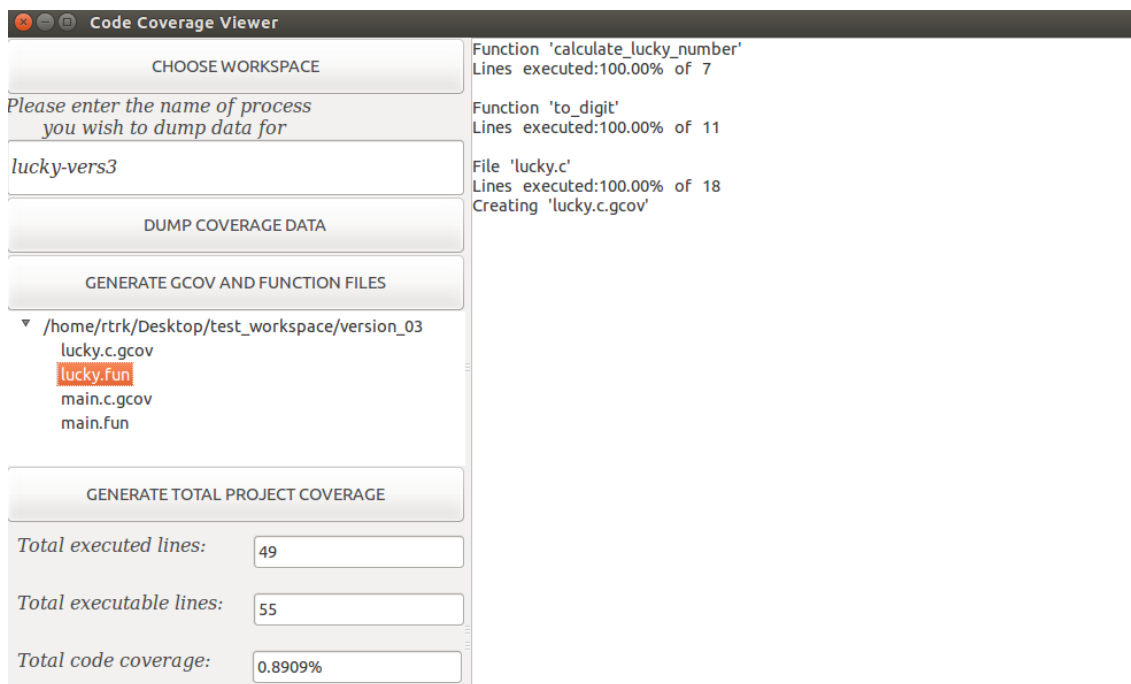 Code Coverage Viewer
CHOOSE WORKSPACE
Please enter the name of process
you wish to dump data for
lucky-vers3
DUMP COVERAGE DATA
GENERATE GCOV AND FUNCTION FILES
/home/rtrk/Desktop/test_workspace/version_03
lucky.c.gcov
lucky.fun
main.c.gcov
main.fun
GENERATE TOTAL PROJECT COVERAGE
Total executed lines: 49
Total executable lines: 55
Total code coverage: 0.8909%
Function 'calculate_lucky_number'
Lines executed:100.00% of 7
Function 'to_digit'
Lines executed:100.00% of 11
File 'lucky.c'
Lines executed:100.00% of 18
Creating 'lucky.c.gcov'